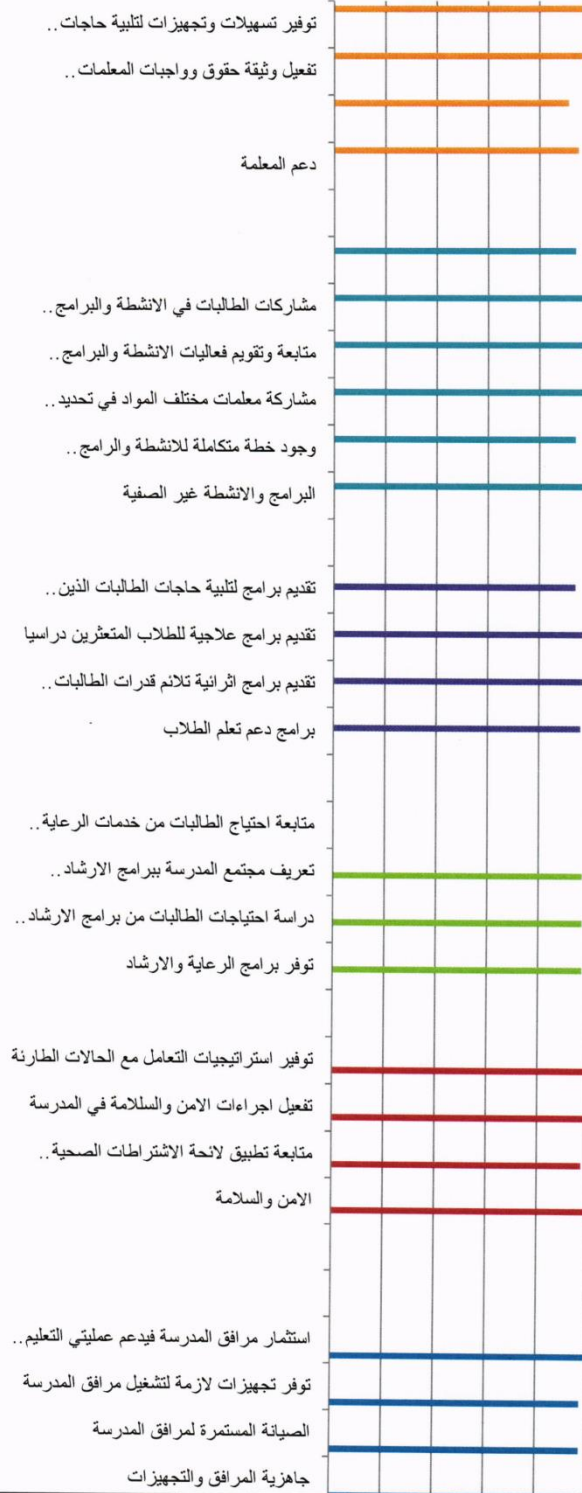 توفير تسهيلات وتجهيزات لتلبية حاجات..
تفعيل وثيقة حقوق وواجبات المعلمات..
دعم المعلمة
مشاركات الطالبات في الانشطة والبرامج..
متابعة وتقويم فعاليات الانشطة والبرامج..
مشاركة معلمات مختلف المواد في تحديد..
وجود خطة متكاملة للانشطة والرامج..
البرامج والانشطة غير الصفية
تقديم برامج لتلبية حاجات الطالبات الذين..
تقديم برامج علاجية للطلاب المتعثرين دراسيا
تقديم برامج اثرائية تلائم قدرات الطالبات..
برامج دعم تعلم الطلاب
متابعة احتياج الطالبات من خدمات الرعاية..
تعريف مجتمع المدرسة ببرامج الارشاد..
دراسة احتياجات الطالبات من برامج الارشاد..
توفر برامج الرعاية والارشاد
توفير استراتيجيات التعامل مع الحالات الطارئة
تفعيل اجراءات الامن والسللامة في المدرسة
متابعة تطبيق لائحة الاشتراطات الصحية..
الامن والسلامة
استثمار مرافق المدرسة فيدعم عمليتي التعليم..
توفر تجهيزات لازمة لتشغيل مرافق المدرسة
الصيانة المستمرة لمرافق المدرسة
جاهزية المرافق والتجهيزات